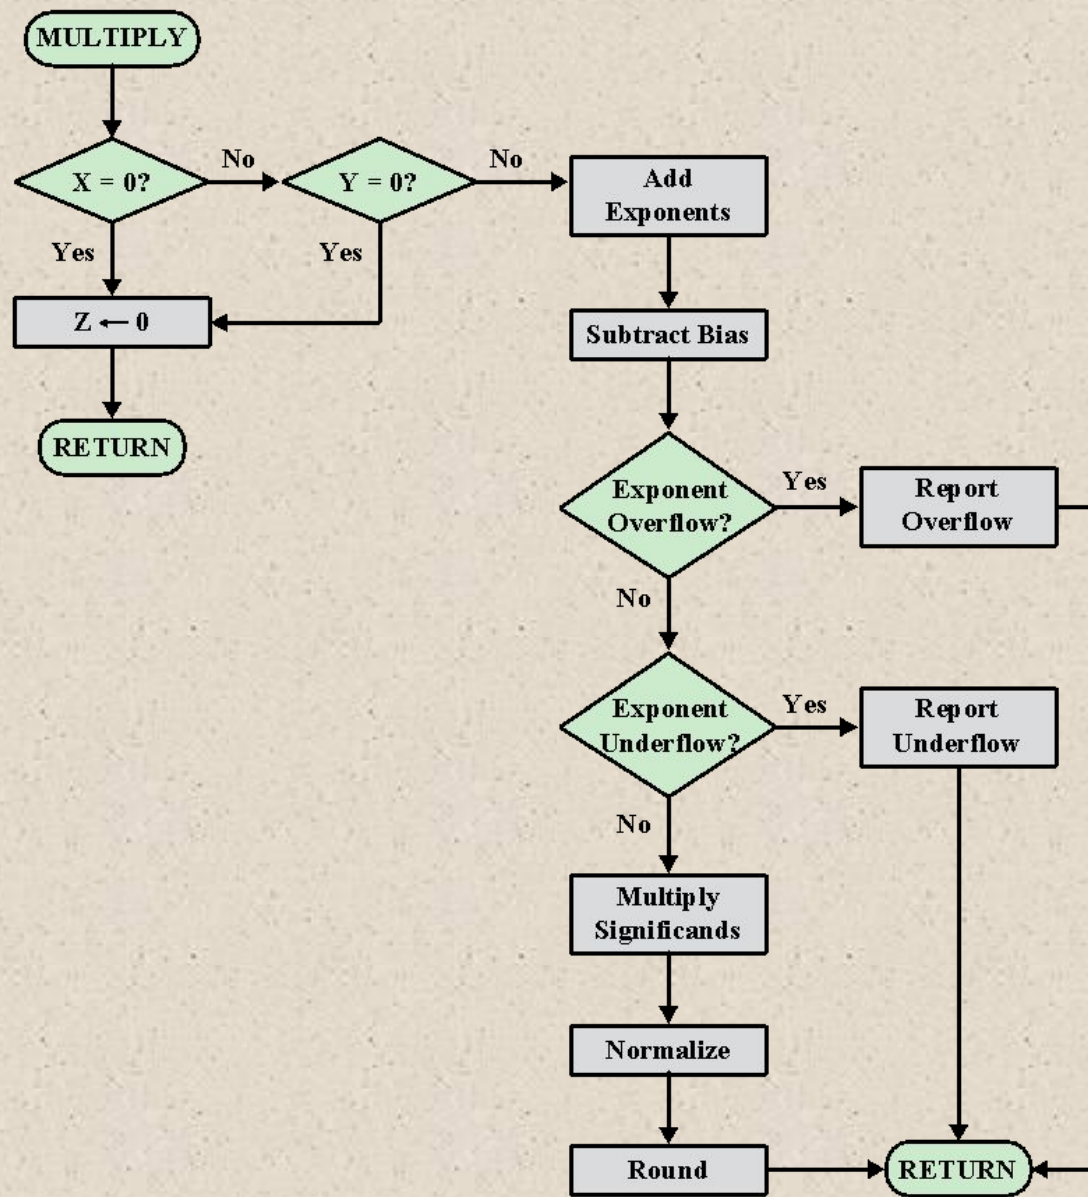 MULTIPLY
X = 0?
No
Y = 0?
No
Add
Exponents
Yes
Yes
Z ← 0
Subtract Bias
RETURN
Exponent
Overflow?
Yes
Report
Overflow
No
Exponent
Underflow?
Yes
Report
Underflow
No
Multiply
Significands
Normalize
Round
RETURN